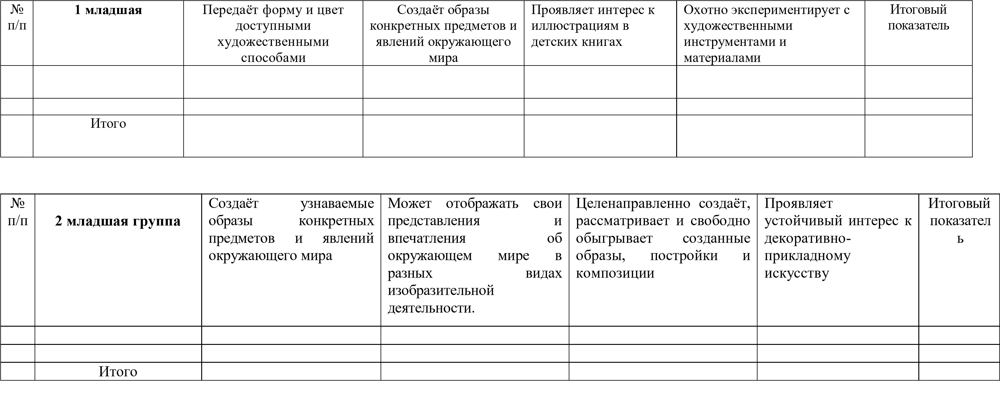 №
п/п
1 младшая
Передаёт форму и цвет
доступными
художественными
способами
Создаёт образы
конкретных предметов и
явлений окружающего
мира
Проявляет интерес к
иллюстрациям в
детских книгах
Охотно экспериментирует с
художественными
инструментами и
материалами
Итоговый
показатель
Итого
№
п/п
2 младшая группа
Создаёт узнаваемые
образы конкретных
предметов и явлений
окружающего мира
Может отображать свои
представления и
впечатления об
окружающем мире в
разных видах
изобразительной
деятельности.
Целенаправленно создаёт,
рассматривает и свободно
обыгрывает созданные
образы, постройки и
композиции
Проявляет
устойчивый интерес к
декоративно-
прикладному
искусству
Итоговый
показател
ь
Итого